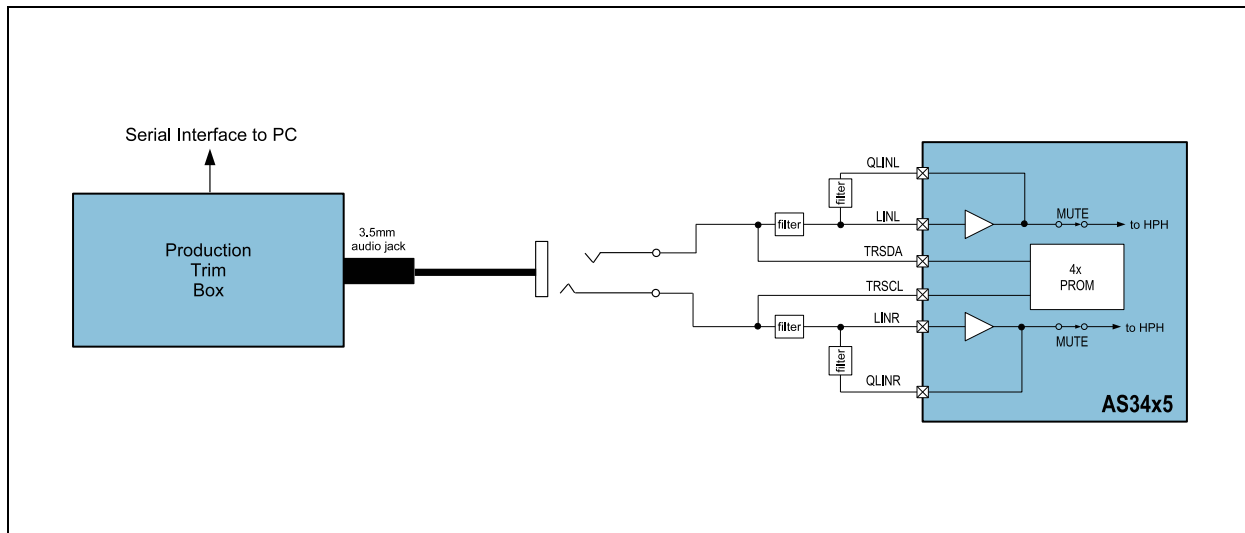 Serial Interface to PC
Production
Trim
Box
3.5mm
audio jack
filter
filter
filter
filter
QLINL
LINL
TRSDA
TRSCL
LINR
QLINR
MUTE
to HPH
4x
PROM
to HPH
MUTE
AS34x5